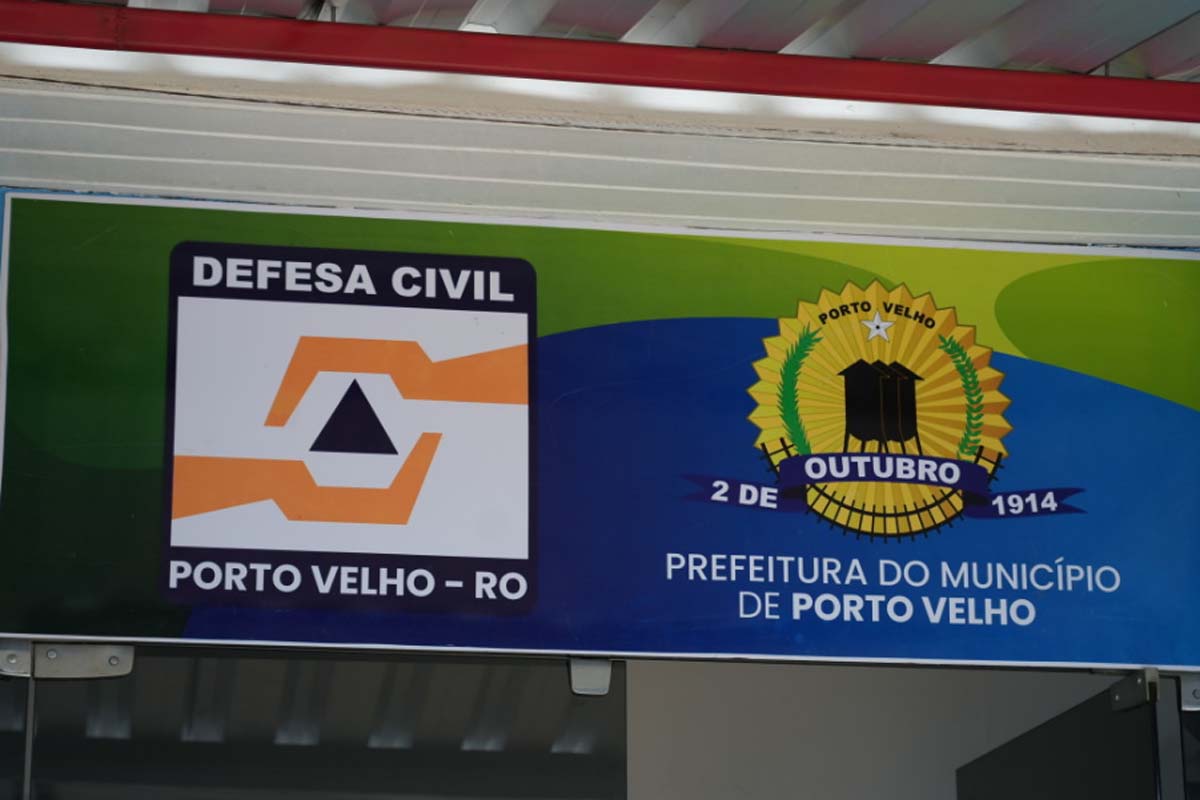 DEFESA CIVIL
PORTO VELHO - RO
PORTO VELHO
2 DE OUTUBRO 1914
PREFEITURA DO MUNICÍPIO
DE PORTO VELHO